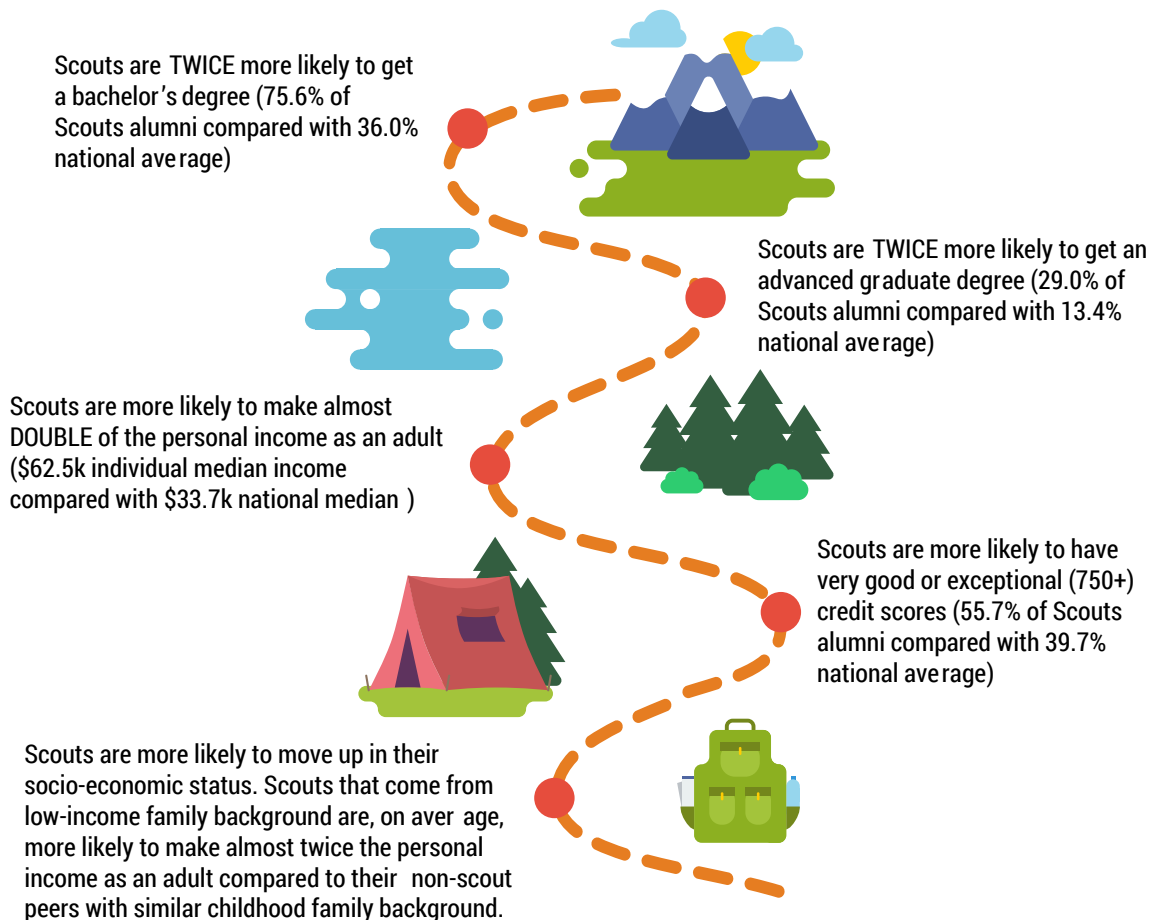 Scouts are TWICE more likely to get
a bachelor's degree (75.6% of
Scouts alumni compared with 36.0%
national average)
Scouts are TWICE more likely to get an
advanced graduate degree (29.0% of
Scouts alumni compared with 13.4%
national average)
Scouts are more likely to make almost
DOUBLE of the personal income as an adult
($62.5k individual median income
compared with $33.7k national median )
Scouts are more likely to have
very good or exceptional (750+)
credit scores (55.7% of Scouts
alumni compared with 39.7%
national average)
Scouts are more likely to move up in their
socio-economic status. Scouts that come from
low-income family background are, on aver age,
more likely to make almost twice the personal
income as an adult compared to their non-scout
peers with similar childhood family background.